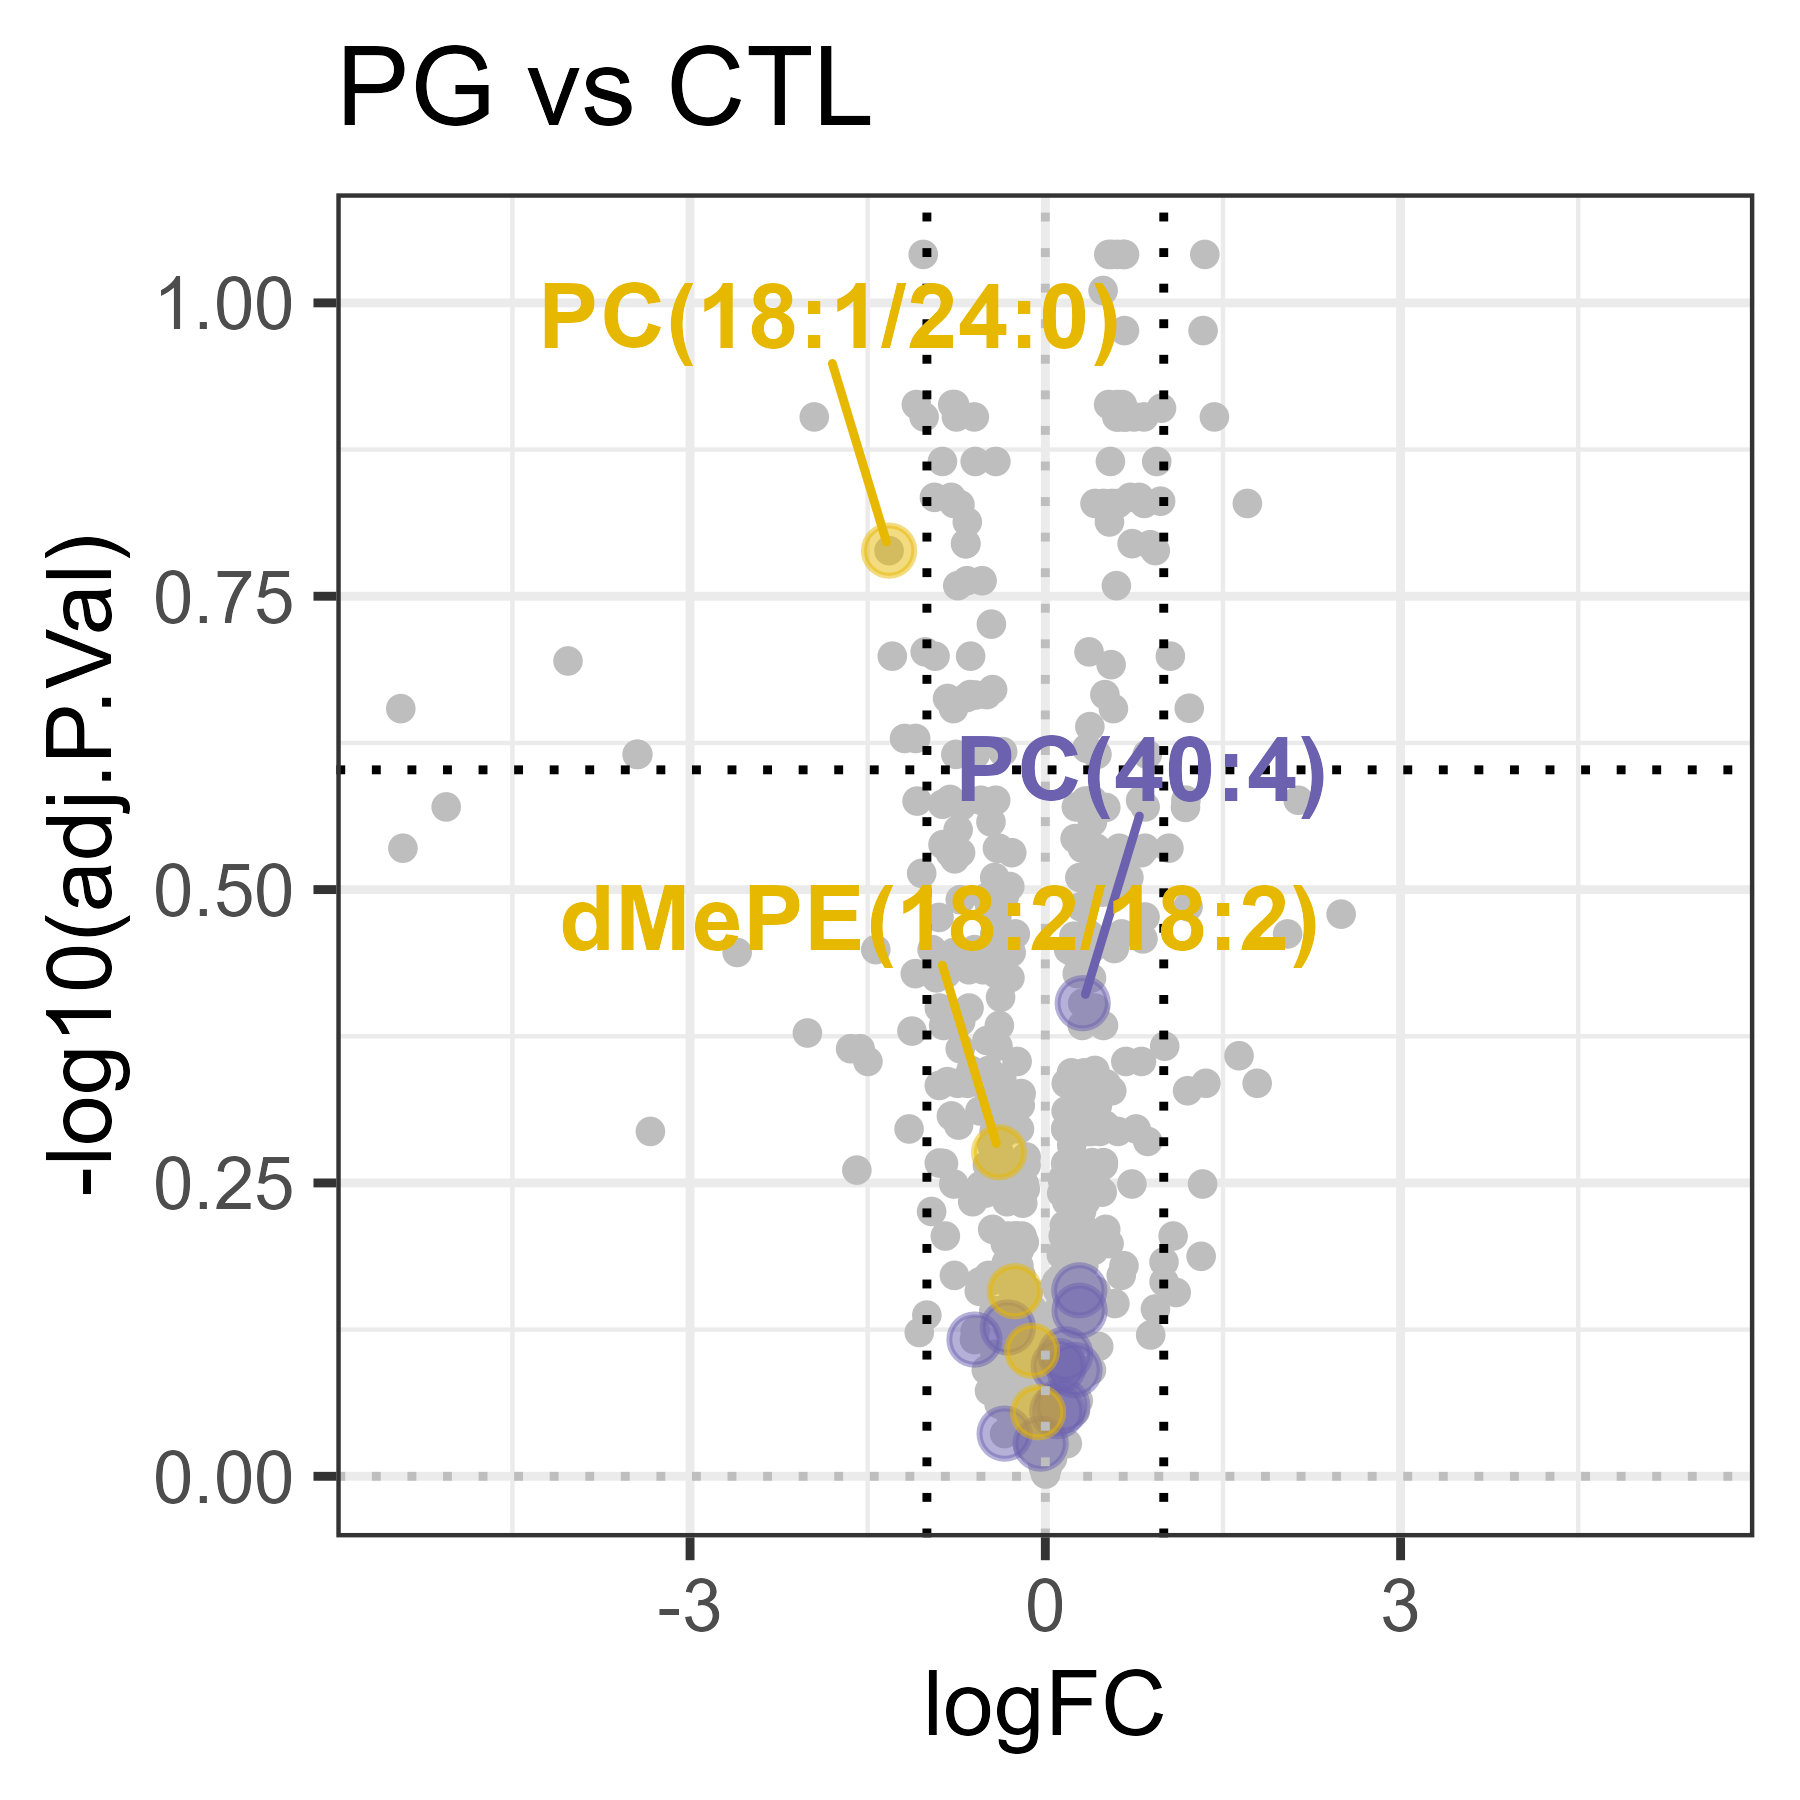 PG vs CTL
-log10(adj.P.Val)
1.00
0.75
0.50
0.25
0.00
PC(18:1/24:0)
PC(40:4)
dMePE(18:2/18:2)
-3
0
3
logFC